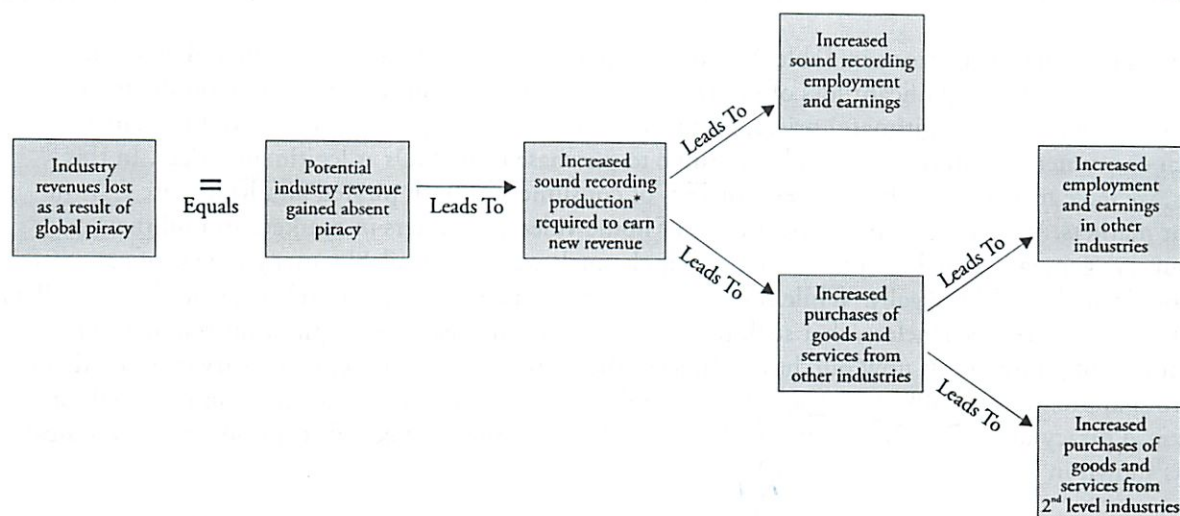 Industry
revenues lost
as a result of
global piracy
=
Equals
Potential
industry revenue
gained absent
piracy
Leads To
Increased
sound recording
production*
required to earn
new revenue
Leads To
Increased
sound recording
employment
and earnings
Leads To
Increased
purchases of
goods and
services from
other industries
Leads To
Increased
employment
and earnings
in other
industries
Leads To
Increased
purchases of
goods and
services from
2nd level industries